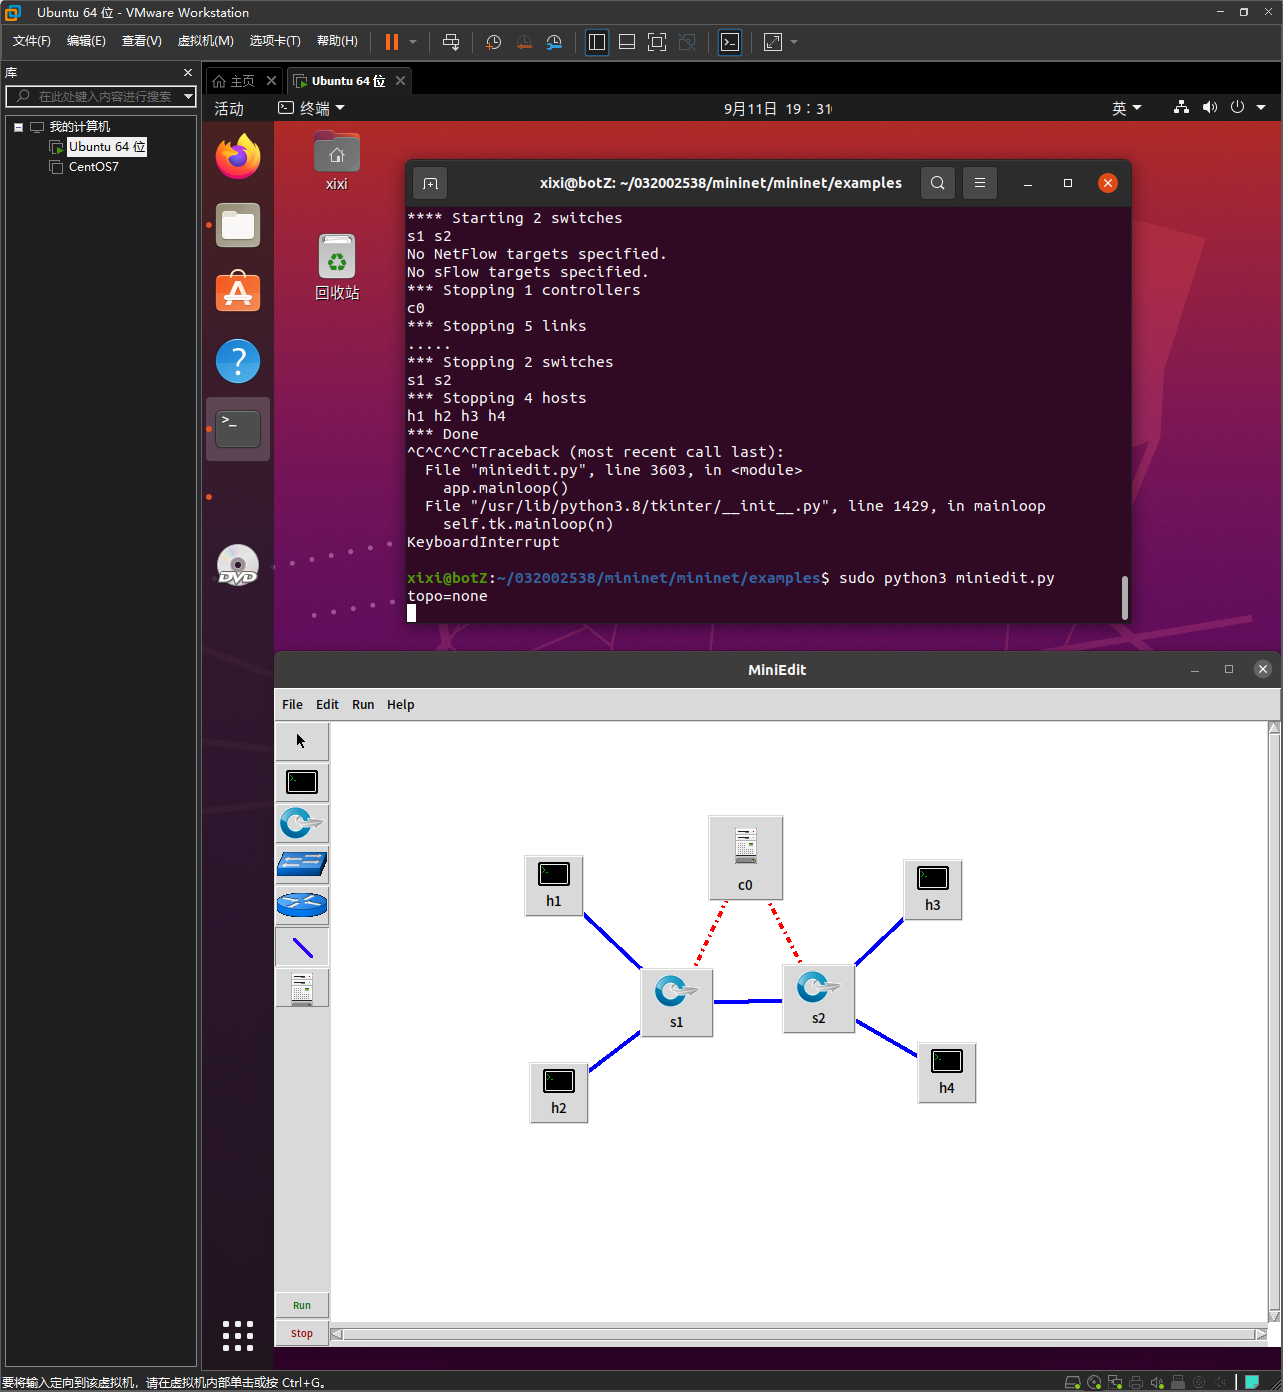 Ubuntu 64 位 - VMware Workstation
文件(F) 编辑(E) 查看(V) 虚拟机(M) 选项卡(T) 帮助(H)
库
在此处键入内容进行搜索
我的计算机
Ubuntu 64 位
CentOS7
主页
Ubuntu 64 位
活动
终端
9月11日 19：31
英
xixi
回收站
DVD
xixi@botZ: ~/032002538/mininet/mininet/examples
**** Starting 2 switches
s1 s2
No NetFlow targets specified.
No sFlow targets specified.
*** Stopping 1 controllers
c0
*** Stopping 5 links
.....
*** Stopping 2 switches
s1 s2
*** Stopping 4 hosts
h1 h2 h3 h4
*** Done
^C^C^C^CTraceback (most recent call last):
  File "miniedit.py", line 3603, in <module>
    app.mainloop()
  File "/usr/lib/python3.8/tkinter/__init__.py", line 1429, in mainloop
    self.tk.mainloop(n)
KeyboardInterrupt
xixi@botZ:~/032002538/mininet/mininet/examples$ sudo python3 miniedit.py
topo=none
MiniEdit
File Edit Run Help
c0
h1
h3
s1
s2
h2
h4
Run
Stop
要将输入定向到该虚拟机，请在虚拟机内部单击或按 Ctrl+G。